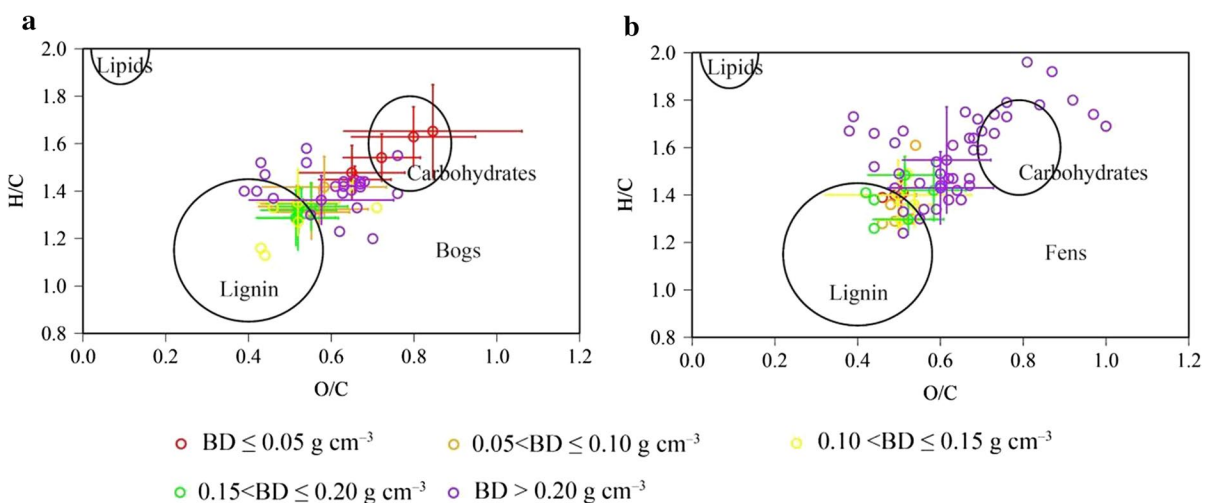 a
2.0
1.8
1.6
1.4
1.2
1.0
0.8
H/C
0.0 0.2 0.4 0.6 0.8 1.0 1.2
O/C
Lipids
Carbohydrates
Lignin
Bogs
b
2.0
1.8
1.6
1.4
1.2
1.0
0.8
H/C
0.0 0.2 0.4 0.6 0.8 1.0 1.2
O/C
Lipids
Carbohydrates
Lignin
Fens
BD ≤ 0.05 g cm⁻³ 0.05<BD ≤ 0.10 g cm⁻³ 0.10 <BD ≤ 0.15 g cm⁻³
0.15<BD ≤ 0.20 g cm⁻³ BD > 0.20 g cm⁻³